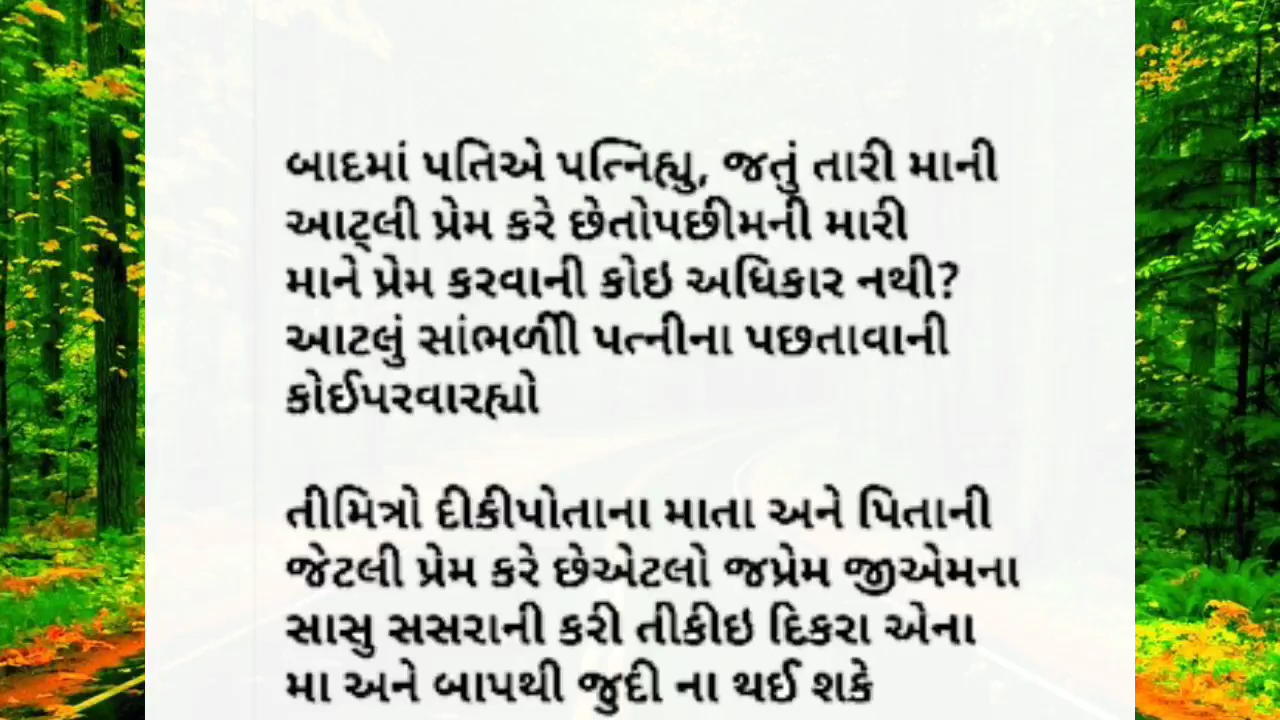 બાદમાં પતિએ પત્નિહ્યુ, જતું તારી માની
આટ્લી પ્રેમ કરે છેતોપછીમની મારી
માને પ્રેમ કરવાની કોઇ અધિકાર નથી?
આટલું સાંભળીી પત્નીના પછતાવાની
કોઈપરવારહ્યો
તીમિત્રો દીકીપોતાના માતા અને પિતાની
જેટલી પ્રેમ કરે છેએટલો જપ્રેમ જીએમના
સાસુ સસરાની કરી તીકીઇ દિકરા એના
મા અને બાપથી જુદી ના થઈ શકે